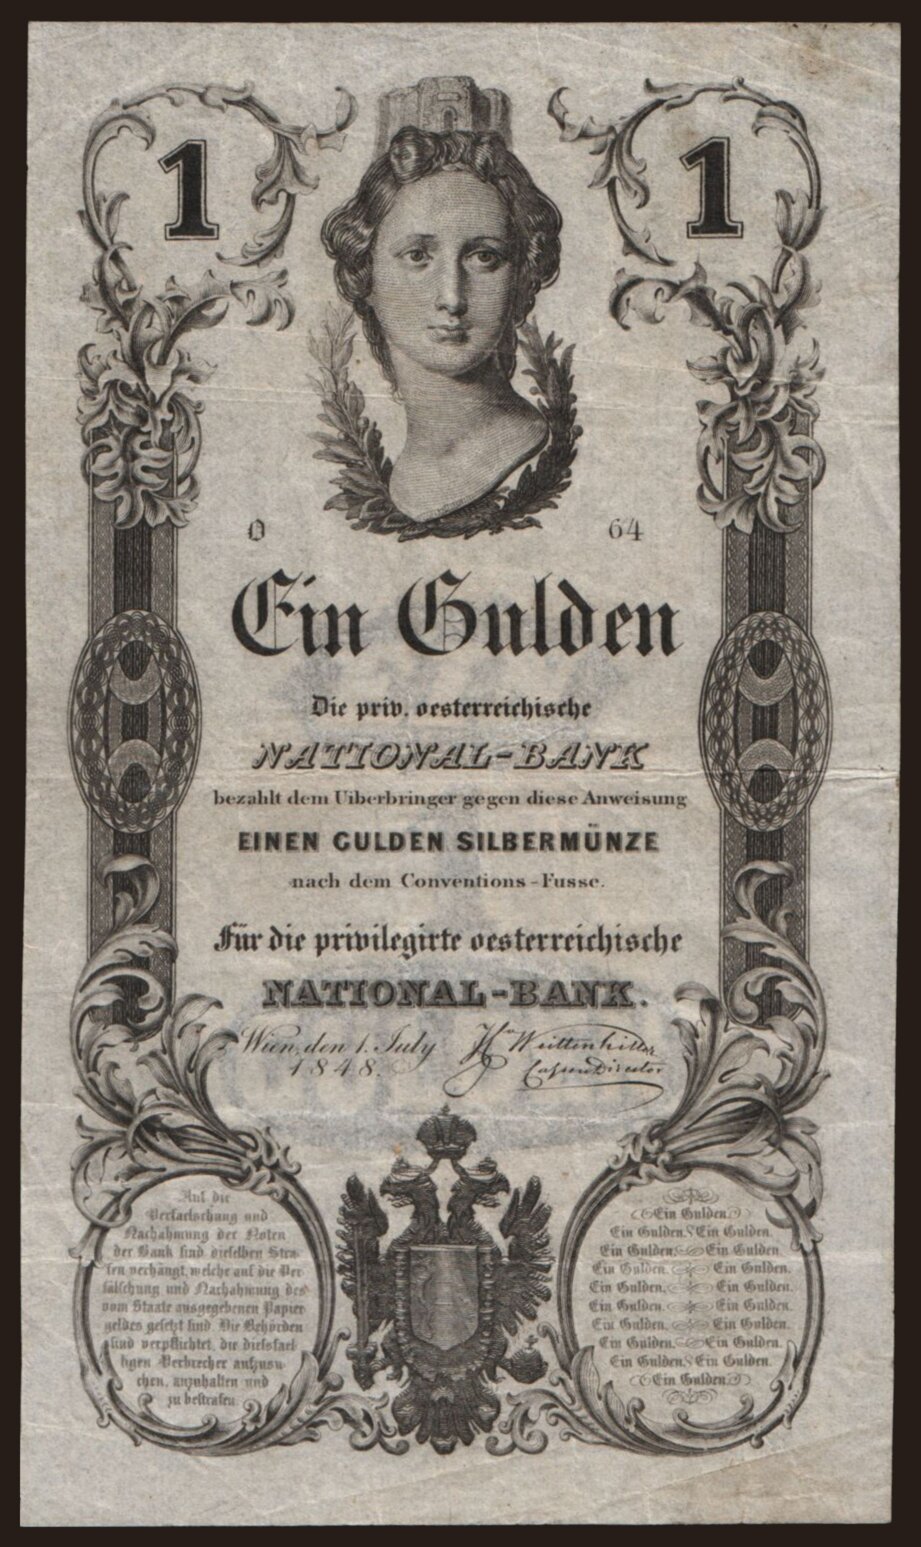 1 1
O 64
Ein Gulden
Die priv. oesterreichische
NATIONAL-BANK
bezahlt dem Uiberbringer gegen diese Anweisung
EINEN GULDEN SILBERMÜNZE
nach dem Conventions-Fusse.
Für die privilegirte oesterreichische
NATIONAL-BANK.
Wien, den 1. July
1848.
Cassen Director
Auf die
Verfaelschung und
Nachahmung der Noten
der Bank sind dieselben Stra-
fen verhängt, welche auf die Ver
fälschung und Nachahmung des
vom Staate ausgegebenen Papier
geldes gesetzt sind. Die Behörden
sind verpflichtet, die diessfael-
ligen Verbrecher aufzusu-
chen, anzuhalten und
zu bestrafen.
Ein Gulden.
Ein Gulden. Ein Gulden.
Ein Gulden. Ein Gulden.
Ein Gulden. Ein Gulden.
Ein Gulden. Ein Gulden.
Ein Gulden. Ein Gulden.
Ein Gulden. Ein Gulden.
Ein Gulden. Ein Gulden.
Ein Gulden. Ein Gulden.
Ein Gulden.